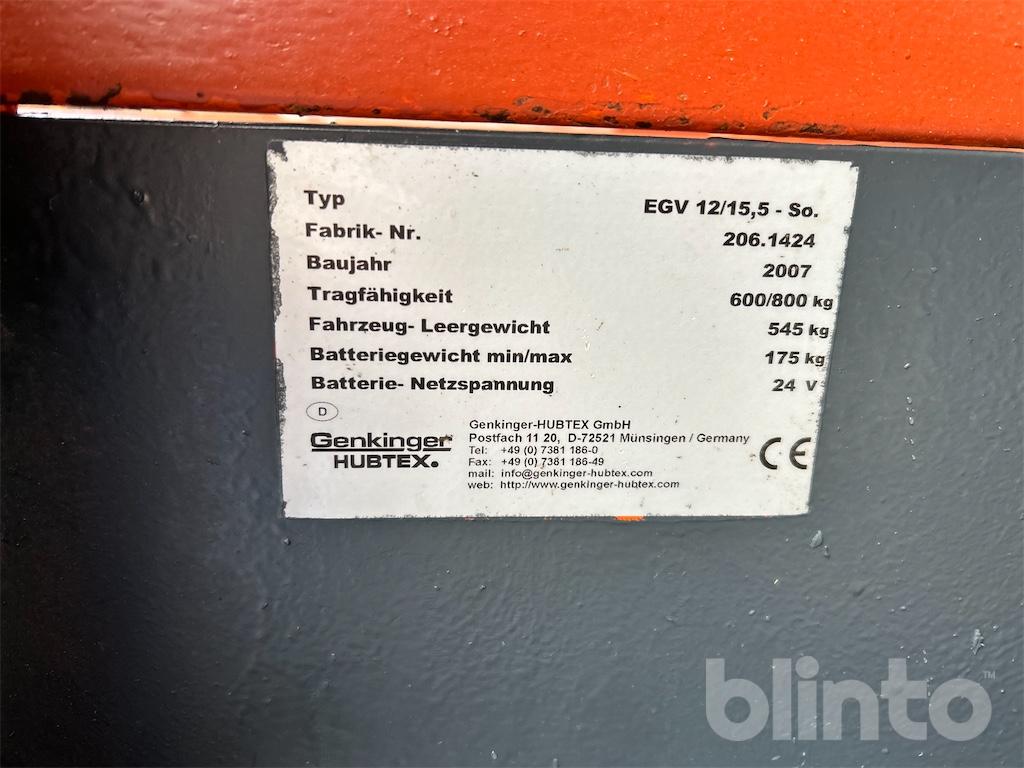 Typ EGV 12/15,5 - So.
Fabrik- Nr. 206.1424
Baujahr 2007
Tragfähigkeit 600/800 kg
Fahrzeug- Leergewicht 545 kg
Batteriegewicht min/max 175 kg
Batterie- Netzspannung 24 V
D
Genkinger
HUBTEX.
Genkinger-HUBTEX GmbH
Postfach 11 20, D-72521 Münsingen / Germany
Tel: +49 (0) 7381 186-0
Fax: +49 (0) 7381 186-49
mail: info@genkinger-hubtex.com
web: http://www.genkinger-hubtex.com
CE
blinto™